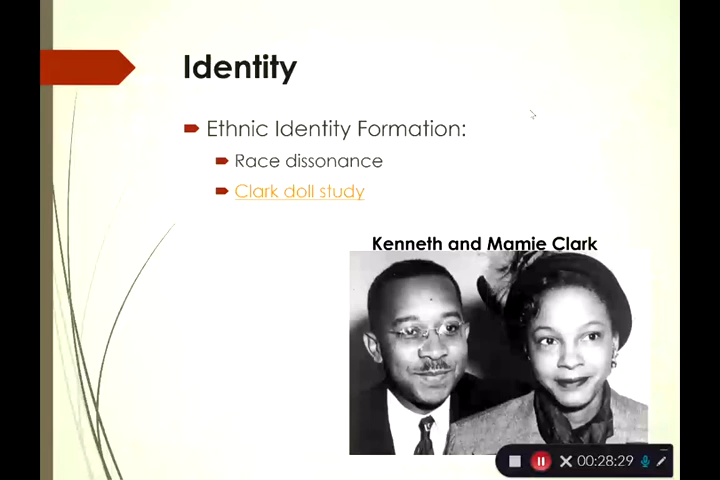 Identity
Ethnic Identity Formation:
Race dissonance
Clark doll study
Kenneth and Mamie Clark
00:28:29